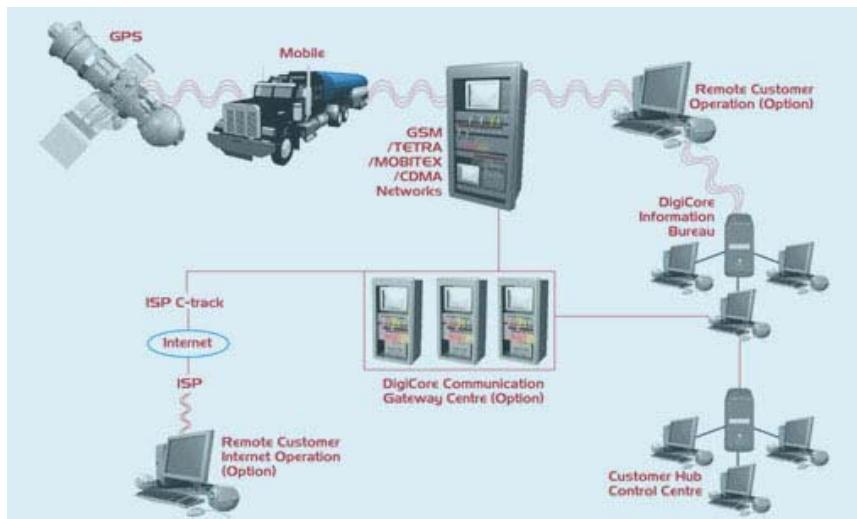 GPS
Mobile
Remote Customer
Operation (Option)
GSM
/TETRA
/MOBITEX
/CDMA
Networks
DigiCore
Information
Bureau
ISP C-track
Internet
ISP
DigiCore Communication
Gateway Centre (Option)
Remote Customer
Internet Operation
(Option)
Customer Hub
Control Centre